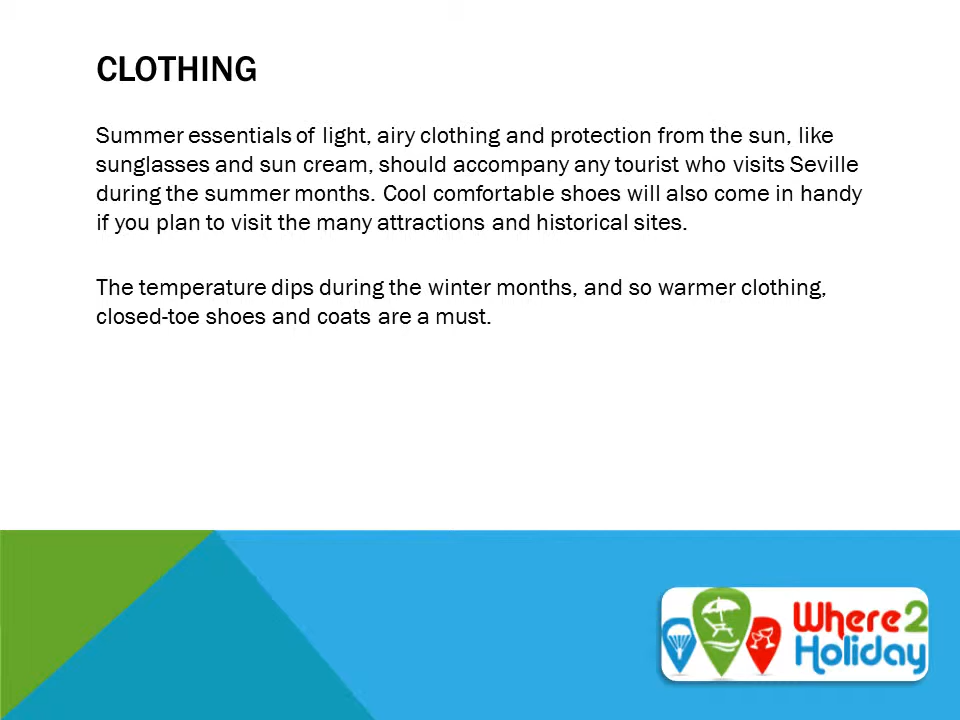 CLOTHING
Summer essentials of light, airy clothing and protection from the sun, like
sunglasses and sun cream, should accompany any tourist who visits Seville
during the summer months. Cool comfortable shoes will also come in handy
if you plan to visit the many attractions and historical sites.
The temperature dips during the winter months, and so warmer clothing,
closed-toe shoes and coats are a must.
Where2
Holiday